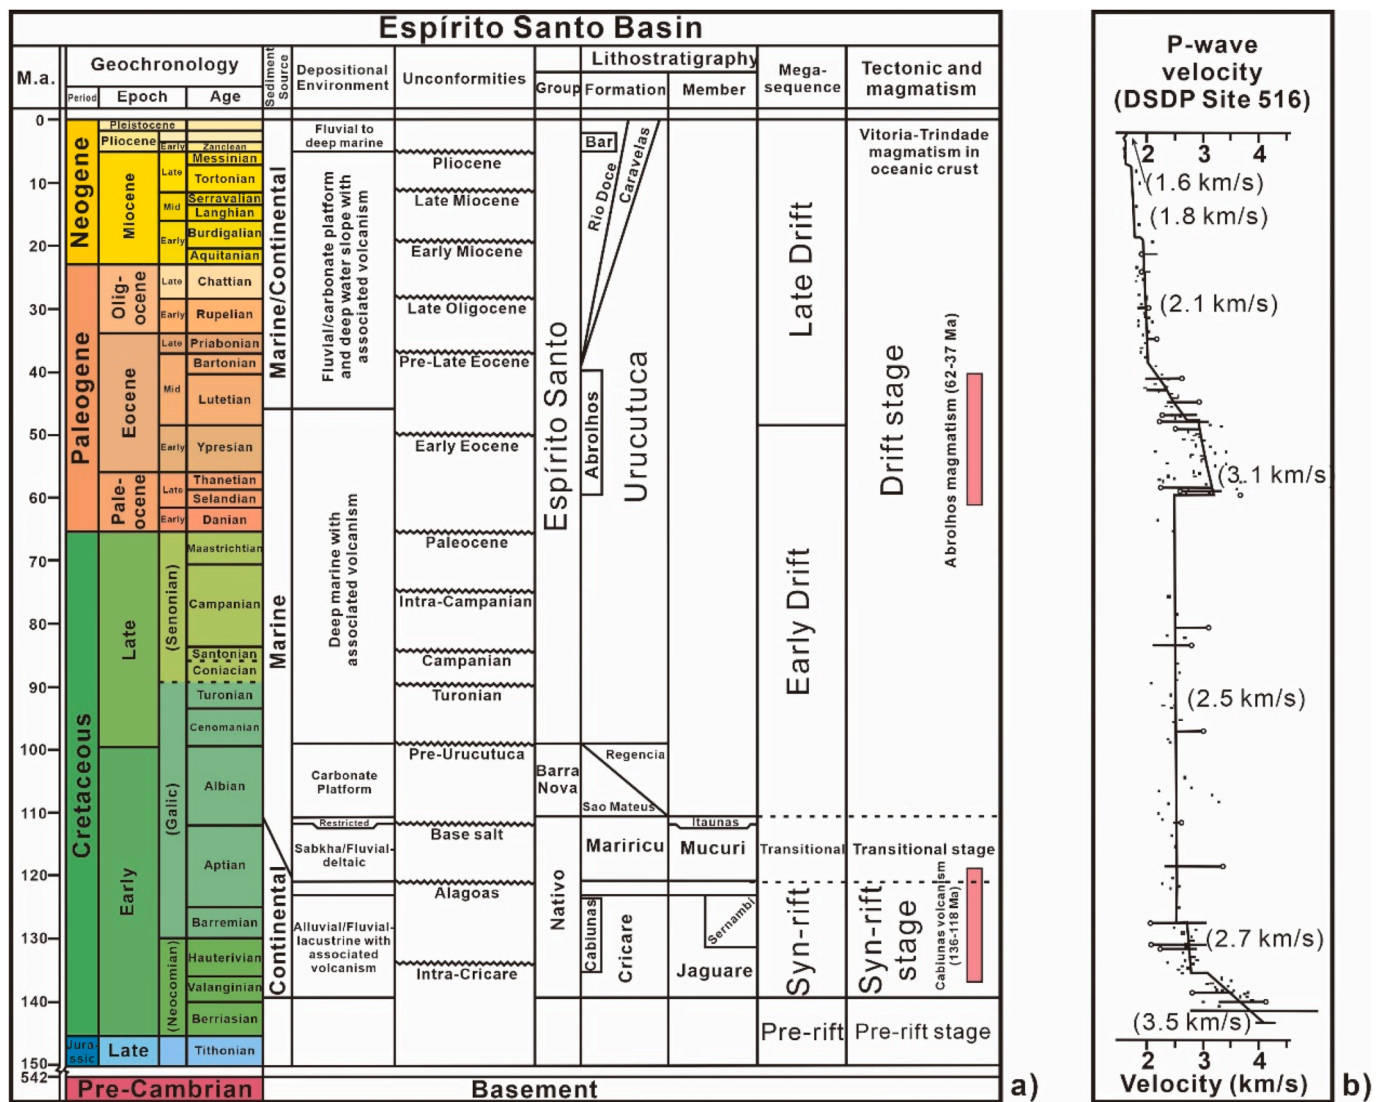 Espírito Santo Basin
M.a.
Geochronology
Period
Epoch
Age
Sediment
Source
Depositional
Environment
Unconformities
Lithostratigraphy
Group
Formation
Member
Mega-
sequence
Tectonic and
magmatism
0
10
20
30
40
50
60
70
80
90
100
110
120
130
140
150
542
Neogene
Paleogene
Cretaceous
Juras-
sic
Pre-Cambrian
Pleistocene
Pliocene
Miocene
Olig-
ocene
Eocene
Pale-
ocene
Late
Early
Late
Early
Late
Mid
Early
Late
Early
Late
Mid
Early
Late
Early
(Senonian)
(Galic)
(Neocomian)
Zanclean
Messinian
Tortonian
Serravalian
Langhian
Burdigalian
Aquitanian
Chattian
Rupelian
Priabonian
Bartonian
Lutetian
Ypresian
Thanetian
Selandian
Danian
Maastrichtian
Campanian
Santonian
Coniacian
Turonian
Cenomanian
Albian
Aptian
Barremian
Hauterivian
Valanginian
Berriasian
Tithonian
Marine/Continental
Marine
Continental
Fluvial to
deep marine
Fluvial/carbonate platform
and deep water slope with
associated volcanism
Deep marine with
associated volcanism
Carbonate
Platform
Restricted
Sabkha/Fluvial-
deltaic
Alluvial/Fluvial-
lacustrine with
associated
volcanism
Pliocene
Late Miocene
Early Miocene
Late Oligocene
Pre-Late Eocene
Early Eocene
Paleocene
Intra-Campanian
Campanian
Turonian
Pre-Urucutuca
Base salt
Alagoas
Intra-Cricare
Espírito Santo
Barra
Nova
Nativo
Bar
Rio Doce
Caravelas
Abrolhos
Urucutuca
Regencia
Sao Mateus
Mariricu
Cabiunas
Cricare
Itaunas
Mucuri
Sernambi
Jaguare
Late Drift
Early Drift
Transitional
Syn-rift
Pre-rift
Vitoria-Trindade
magmatism in
oceanic crust
Drift stage
Abrolhos magmatism (62-37 Ma)
Transitional stage
Syn-rift
stage
Cabiunas volcanism
(136-118 Ma)
Pre-rift stage
Basement
a)
P-wave
velocity
(DSDP Site 516)
2 3 4
(1.6 km/s)
(1.8 km/s)
(2.1 km/s)
(3.1 km/s)
(2.5 km/s)
(2.7 km/s)
(3.5 km/s)
2 3 4
Velocity (km/s)
b)